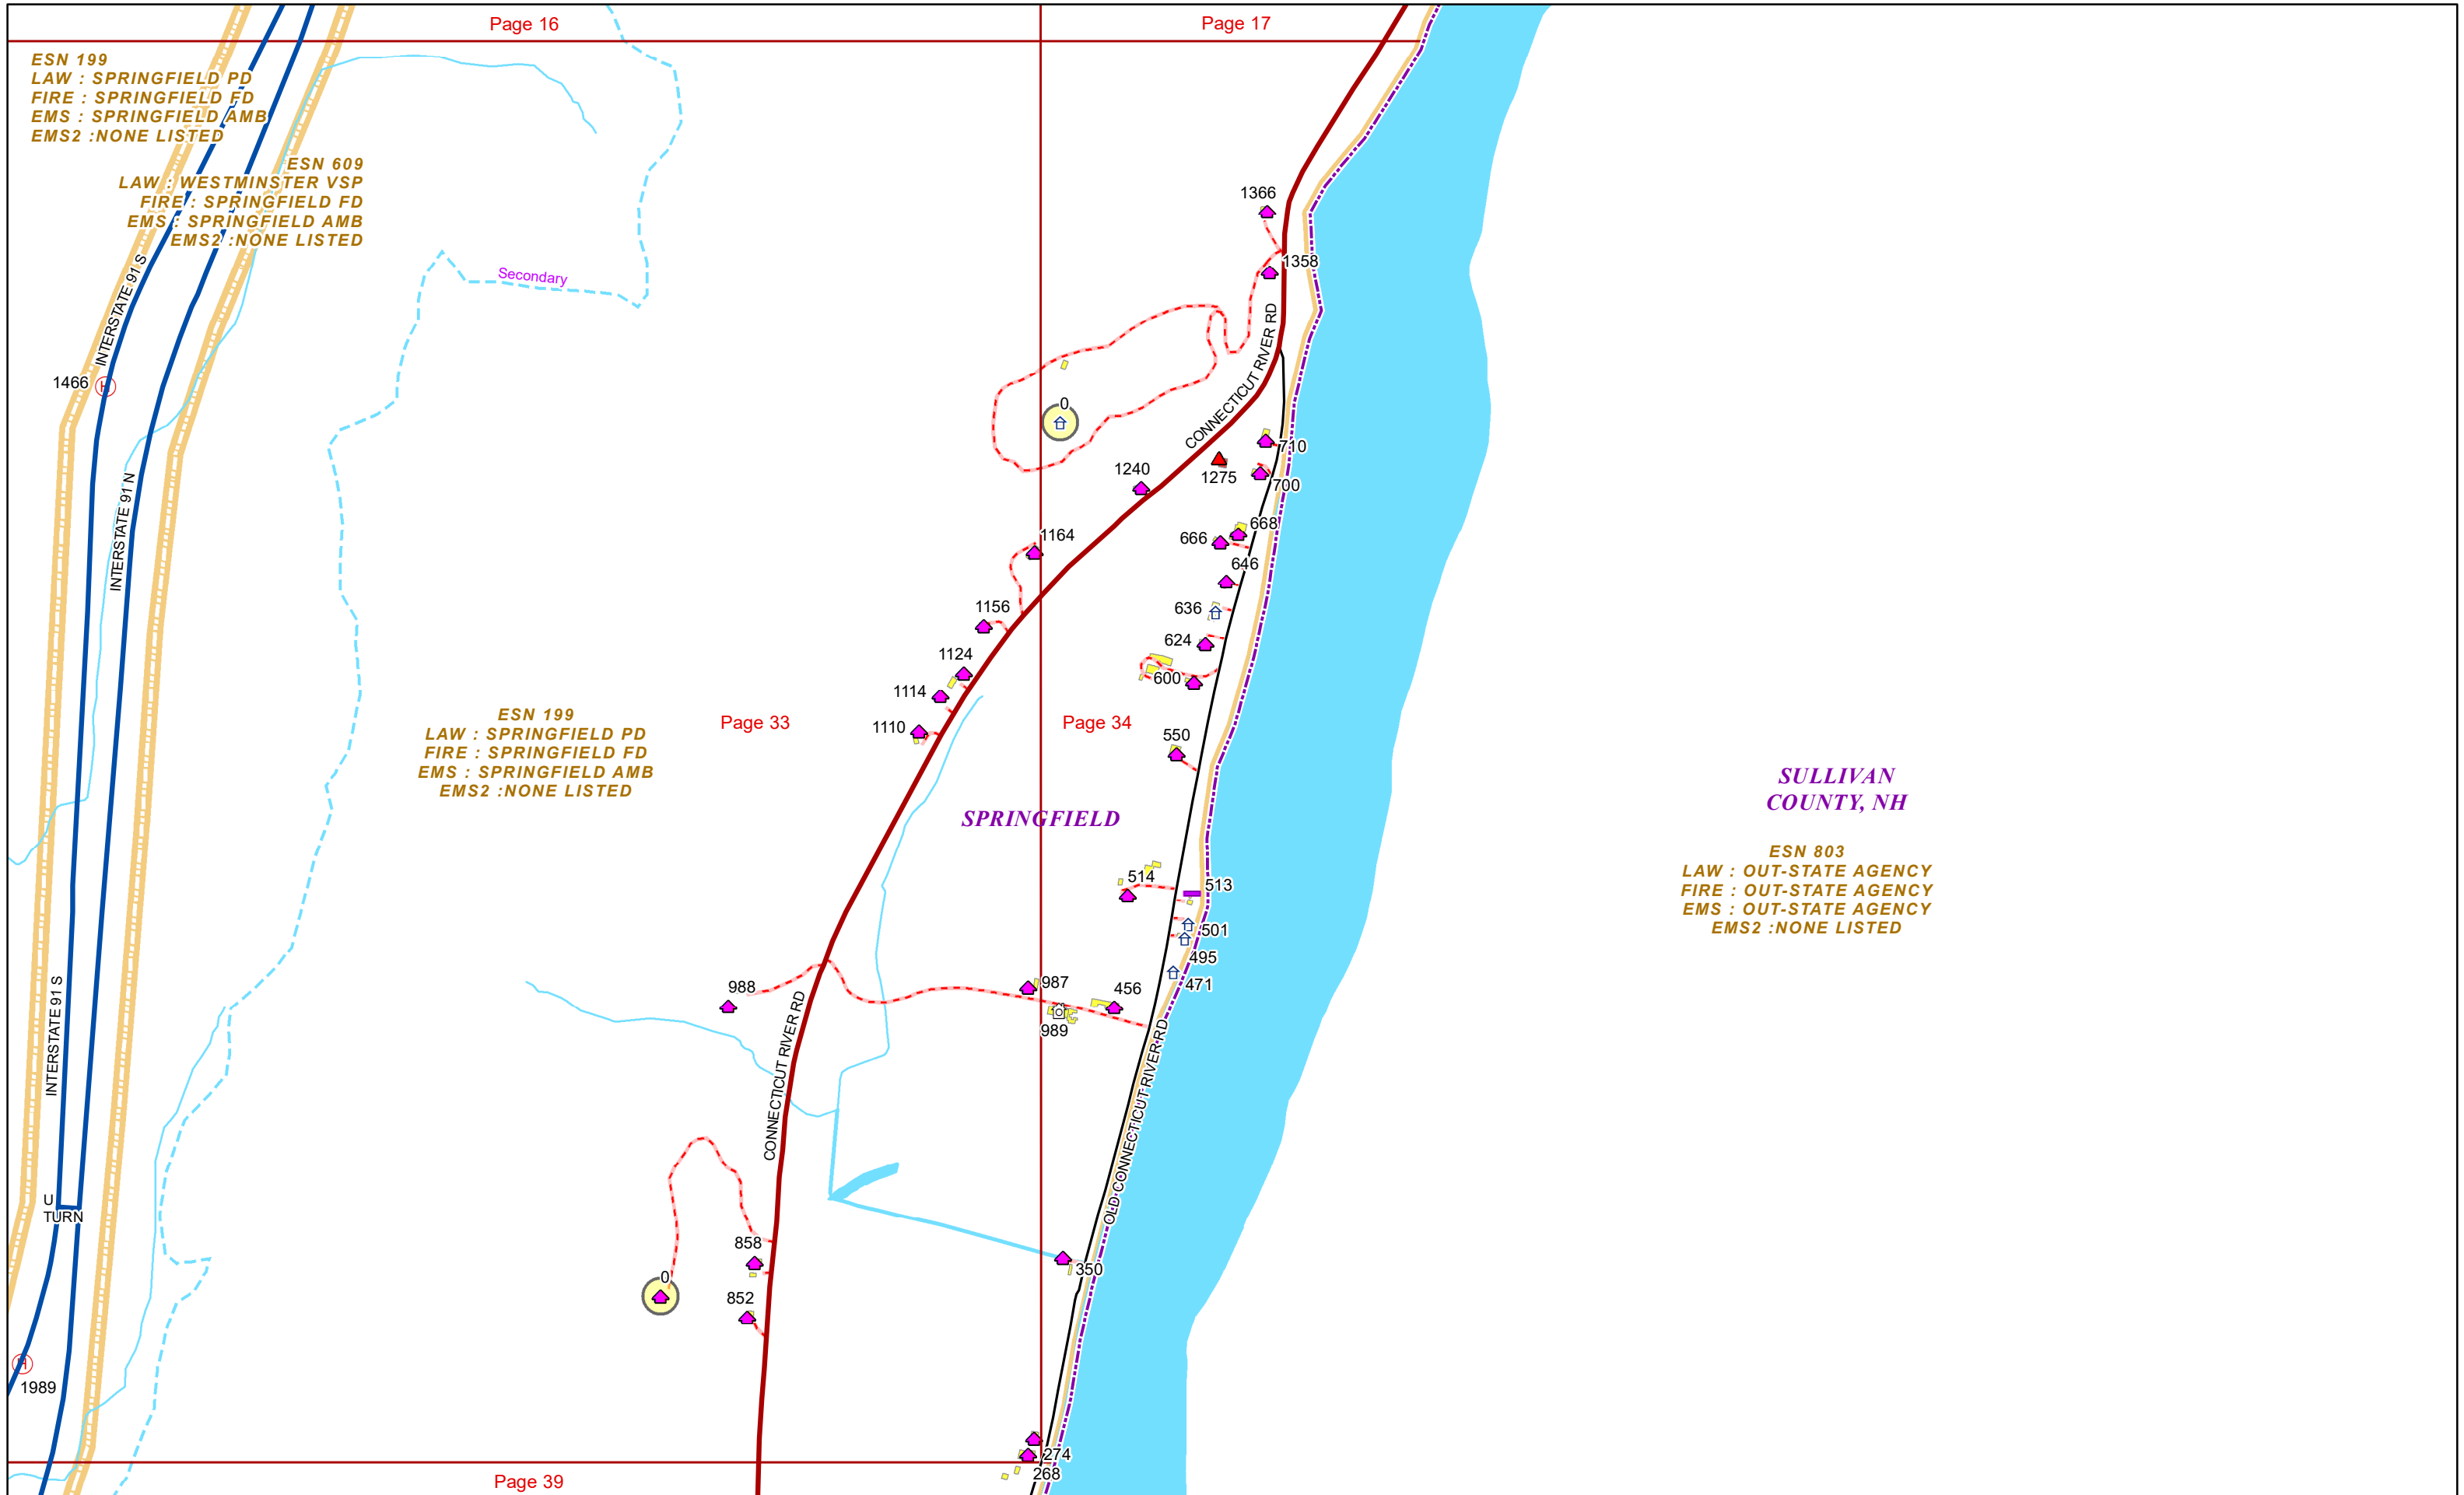 Page 16
Page 17
ESN 199
LAW : SPRINGFIELD PD
FIRE : SPRINGFIELD FD
EMS : SPRINGFIELD AMB
EMS2 :NONE LISTED
ESN 609
LAW : WESTMINSTER VSP
FIRE : SPRINGFIELD FD
EMS : SPRINGFIELD AMB
EMS2 :NONE LISTED
1366
1358
Secondary
INTERSTATE 91 S
1466
H
CONNECTICUT RIVER RD
0
710
1240
1275
700
INTERSTATE 91 N
668
1164
666
646
1156
636
624
1124
600
1114
1110
ESN 199
LAW : SPRINGFIELD PD
FIRE : SPRINGFIELD FD
EMS : SPRINGFIELD AMB
EMS2 :NONE LISTED
Page 33
Page 34
550
SPRINGFIELD
SULLIVAN
COUNTY, NH
ESN 803
LAW : OUT-STATE AGENCY
FIRE : OUT-STATE AGENCY
EMS : OUT-STATE AGENCY
EMS2 :NONE LISTED
514
513
501
495
471
988
987
456
989
INTERSTATE 91 S
CONNECTICUT RIVER RD
OLD CONNECTICUT RIVER RD
U
TURN
858
0
350
852
H
1989
274
268
Page 39